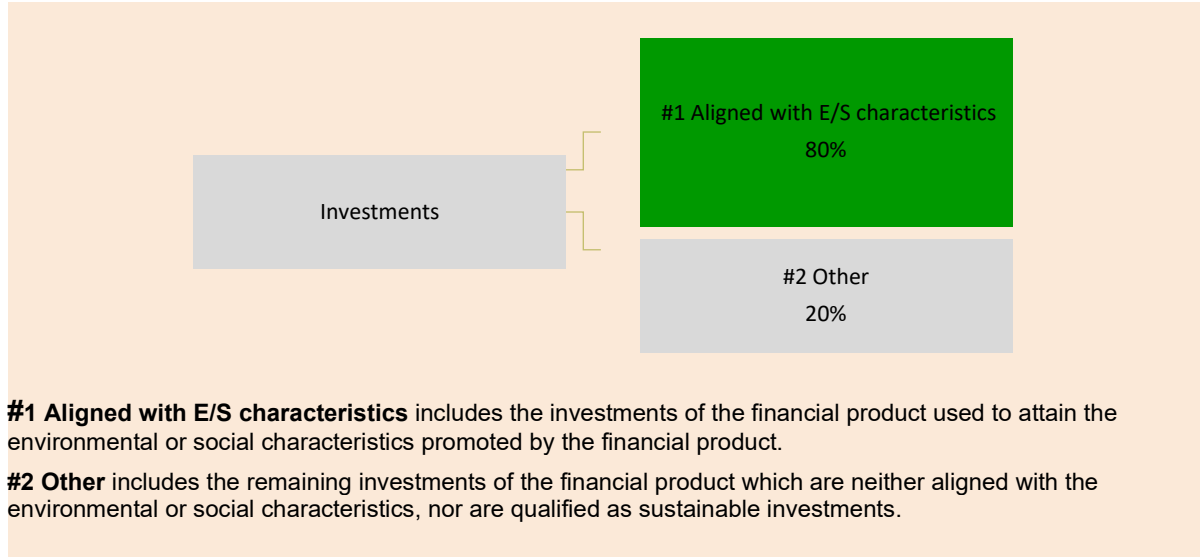 #1 Aligned with E/S characteristics
80%
Investments
#2 Other
20%
#1 Aligned with E/S characteristics includes the investments of the financial product used to attain the
environmental or social characteristics promoted by the financial product.
#2 Other includes the remaining investments of the financial product which are neither aligned with the
environmental or social characteristics, nor are qualified as sustainable investments.